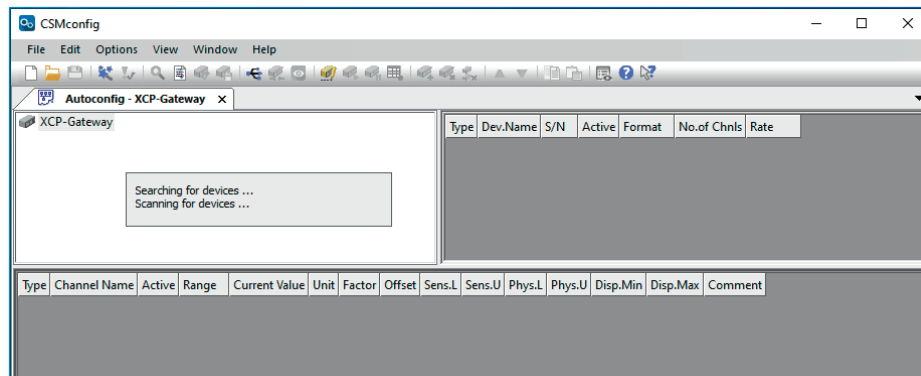 CSMconfig
File Edit Options View Window Help
Autoconfig - XCP-Gateway
XCP-Gateway
Type Dev.Name S/N Active Format No.of Chnls Rate
Searching for devices ...
Scanning for devices ...
Type Channel Name Active Range Current Value Unit Factor Offset Sens.L Sens.U Phys.L Phys.U Disp.Min Disp.Max Comment